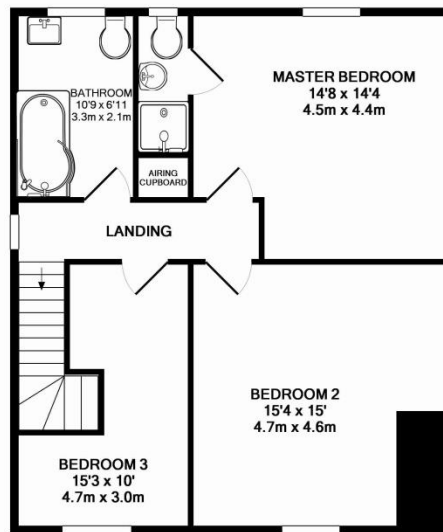 BATHROOM
10'9 x 6'11
3.3m x 2.1m
MASTER BEDROOM
14'8 x 14'4
4.5m x 4.4m
AIRING
CUPBOARD
LANDING
BEDROOM 2
15'4 x 15'
4.7m x 4.6m
BEDROOM 3
15'3 x 10'
4.7m x 3.0m